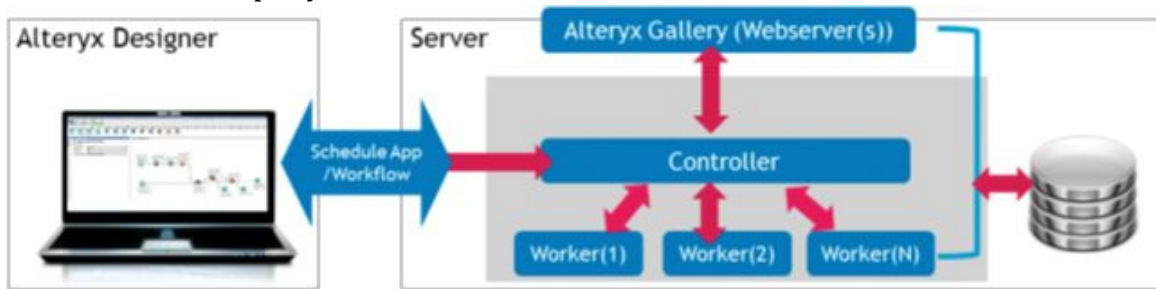 Alteryx Designer
Server
Alteryx Gallery (Webserver(s))
Schedule App
/Workflow
Controller
Worker(1)
Worker(2)
Worker(N)